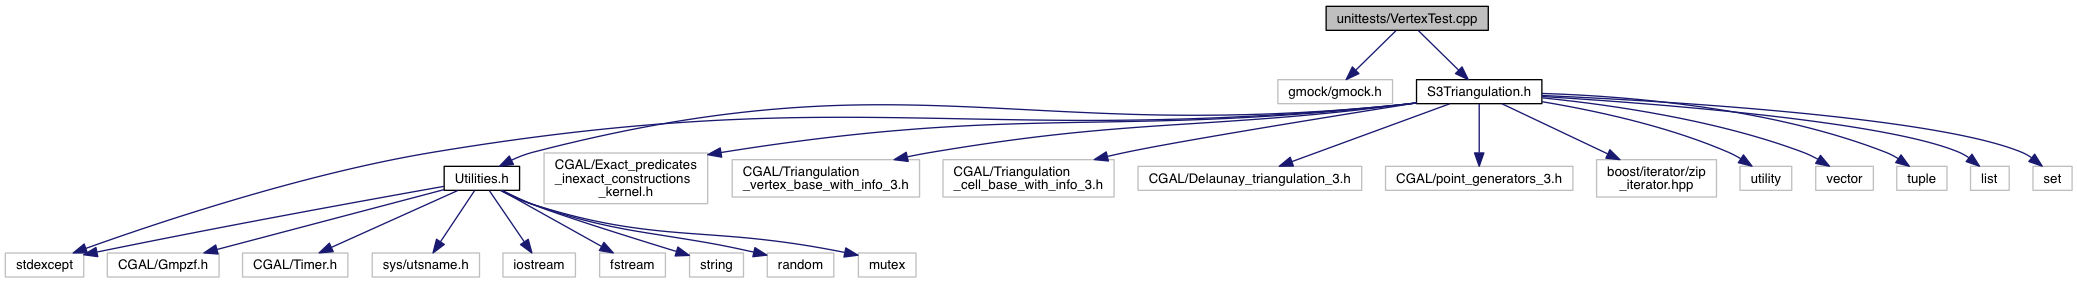 unittests/VertexTest.cpp
gmock/gmock.h
S3Triangulation.h
Utilities.h
CGAL/Exact_predicates
_inexact_constructions
_kernel.h
CGAL/Triangulation
_vertex_base_with_info_3.h
CGAL/Triangulation
_cell_base_with_info_3.h
CGAL/Delaunay_triangulation_3.h
CGAL/point_generators_3.h
boost/iterator/zip
_iterator.hpp
utility
vector
tuple
list
set
stdexcept
CGAL/Gmpzf.h
CGAL/Timer.h
sys/utsname.h
iostream
fstream
string
random
mutex